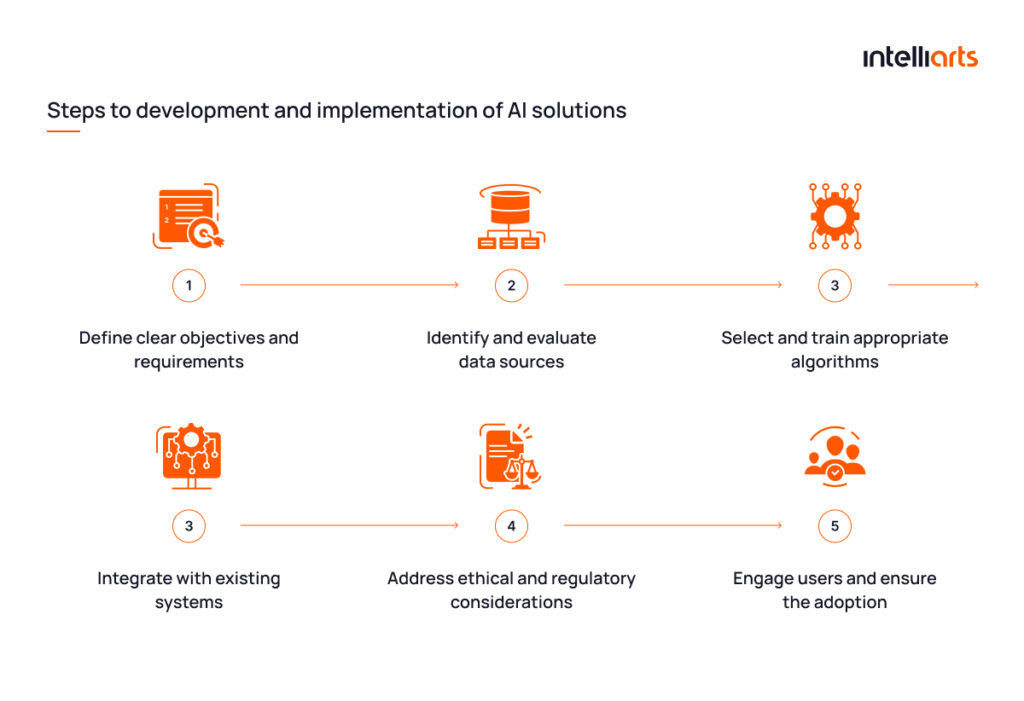 intelliarts
Steps to development and implementation of AI solutions
1
2
1
2
3
Define clear objectives and
requirements
Identify and evaluate
data sources
Select and train appropriate
algorithms
3
4
5
Integrate with existing
systems
Address ethical and regulatory
considerations
Engage users and ensure
the adoption